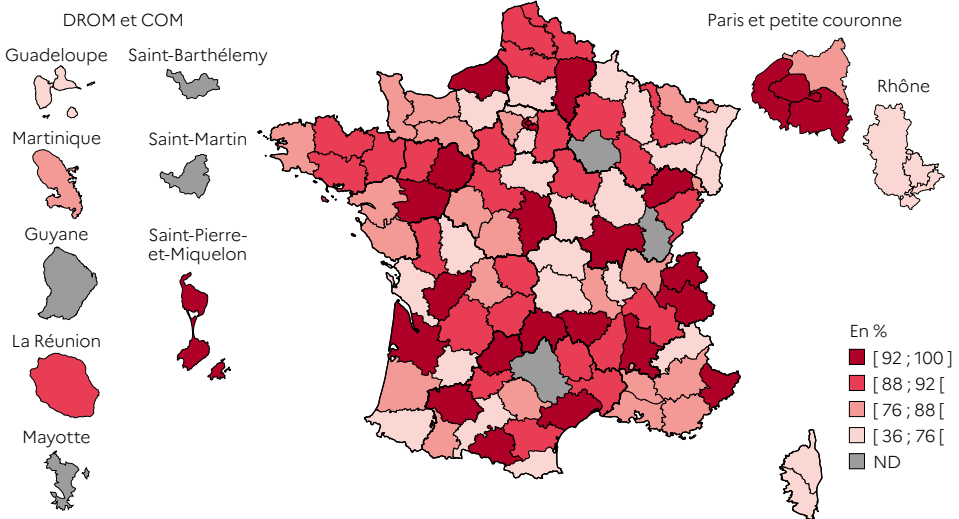 DROM et COM
Guadeloupe
Saint-Barthélemy
Martinique
Saint-Martin
Guyane
Saint-Pierre-
et-Miquelon
La Réunion
Mayotte
Paris et petite couronne
Rhône
En %
[ 92 ; 100 ]
[ 88 ; 92 [
[ 76 ; 88 [
[ 36 ; 76 [
ND